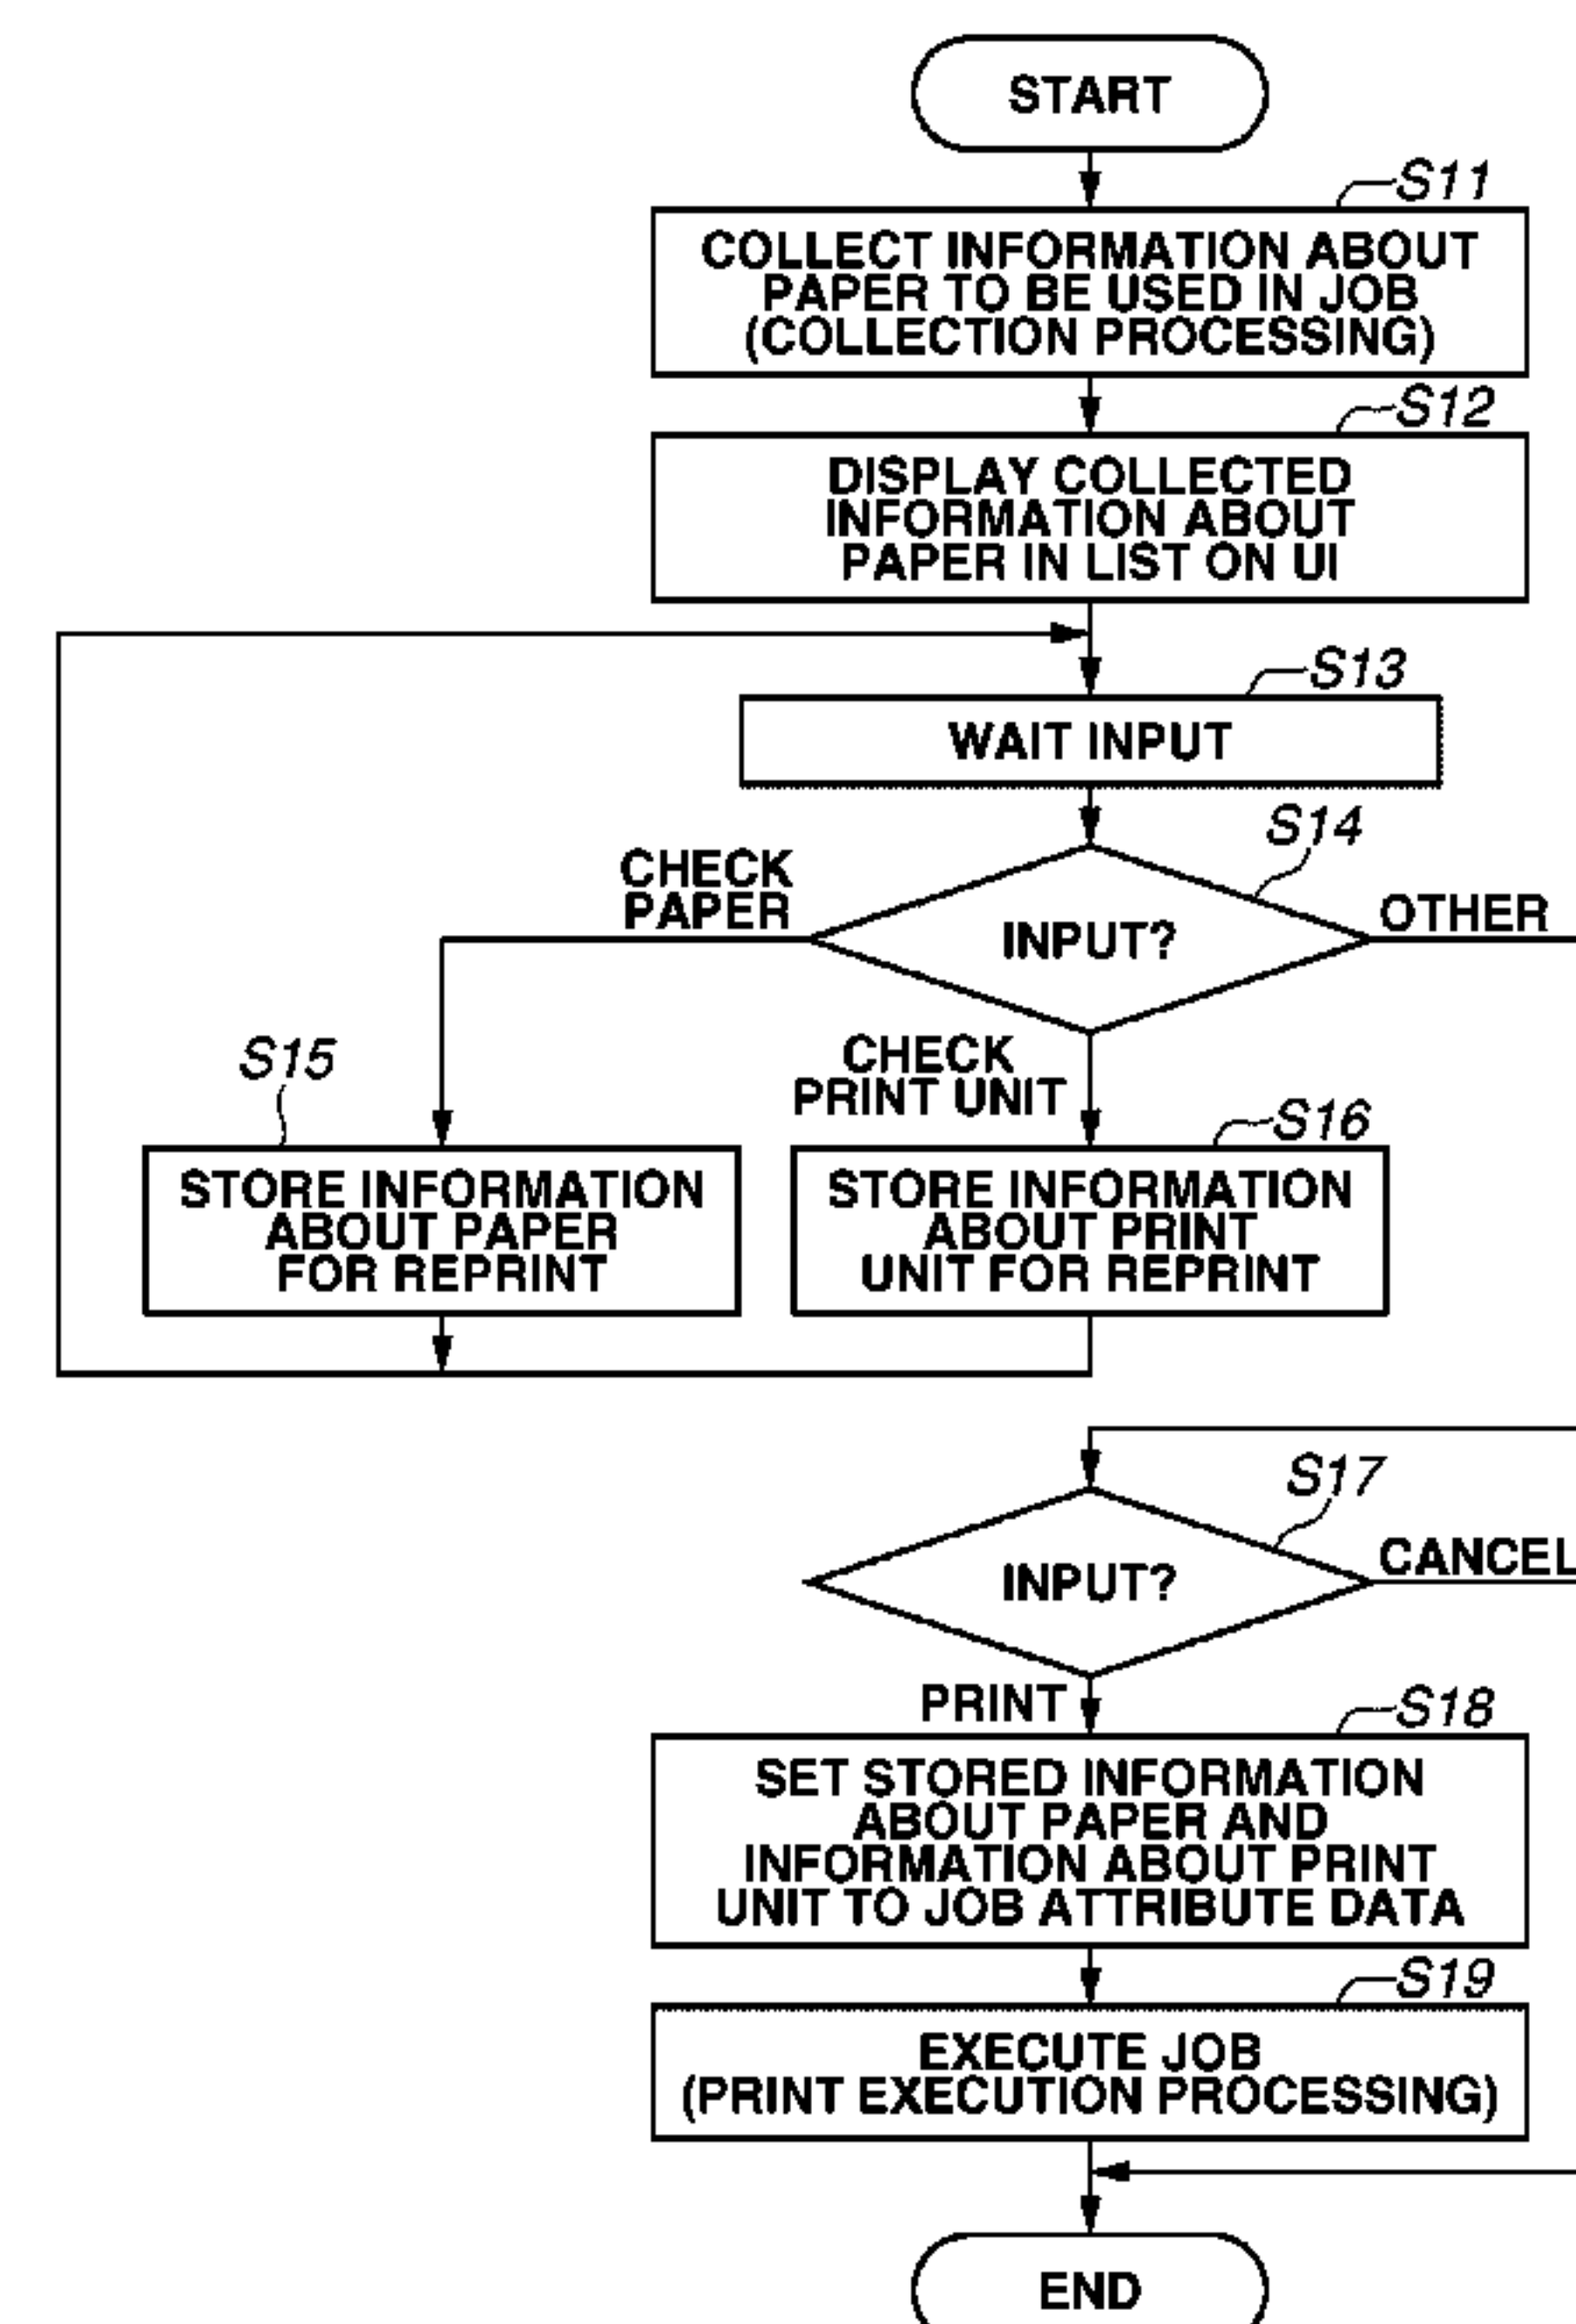 START
S11
COLLECT INFORMATION ABOUT
PAPER TO BE USED IN JOB
(COLLECTION PROCESSING)
S12
DISPLAY COLLECTED
INFORMATION ABOUT
PAPER IN LIST ON UI
S13
WAIT INPUT
S14
CHECK
PAPER
INPUT?
OTHER
S15
CHECK
PRINT UNIT
S16
STORE INFORMATION
ABOUT PAPER
FOR REPRINT
STORE INFORMATION
ABOUT PRINT
UNIT FOR REPRINT
S17
INPUT?
CANCEL
PRINT
S18
SET STORED INFORMATION
ABOUT PAPER AND
INFORMATION ABOUT PRINT
UNIT TO JOB ATTRIBUTE DATA
S19
EXECUTE JOB
(PRINT EXECUTION PROCESSING)
END